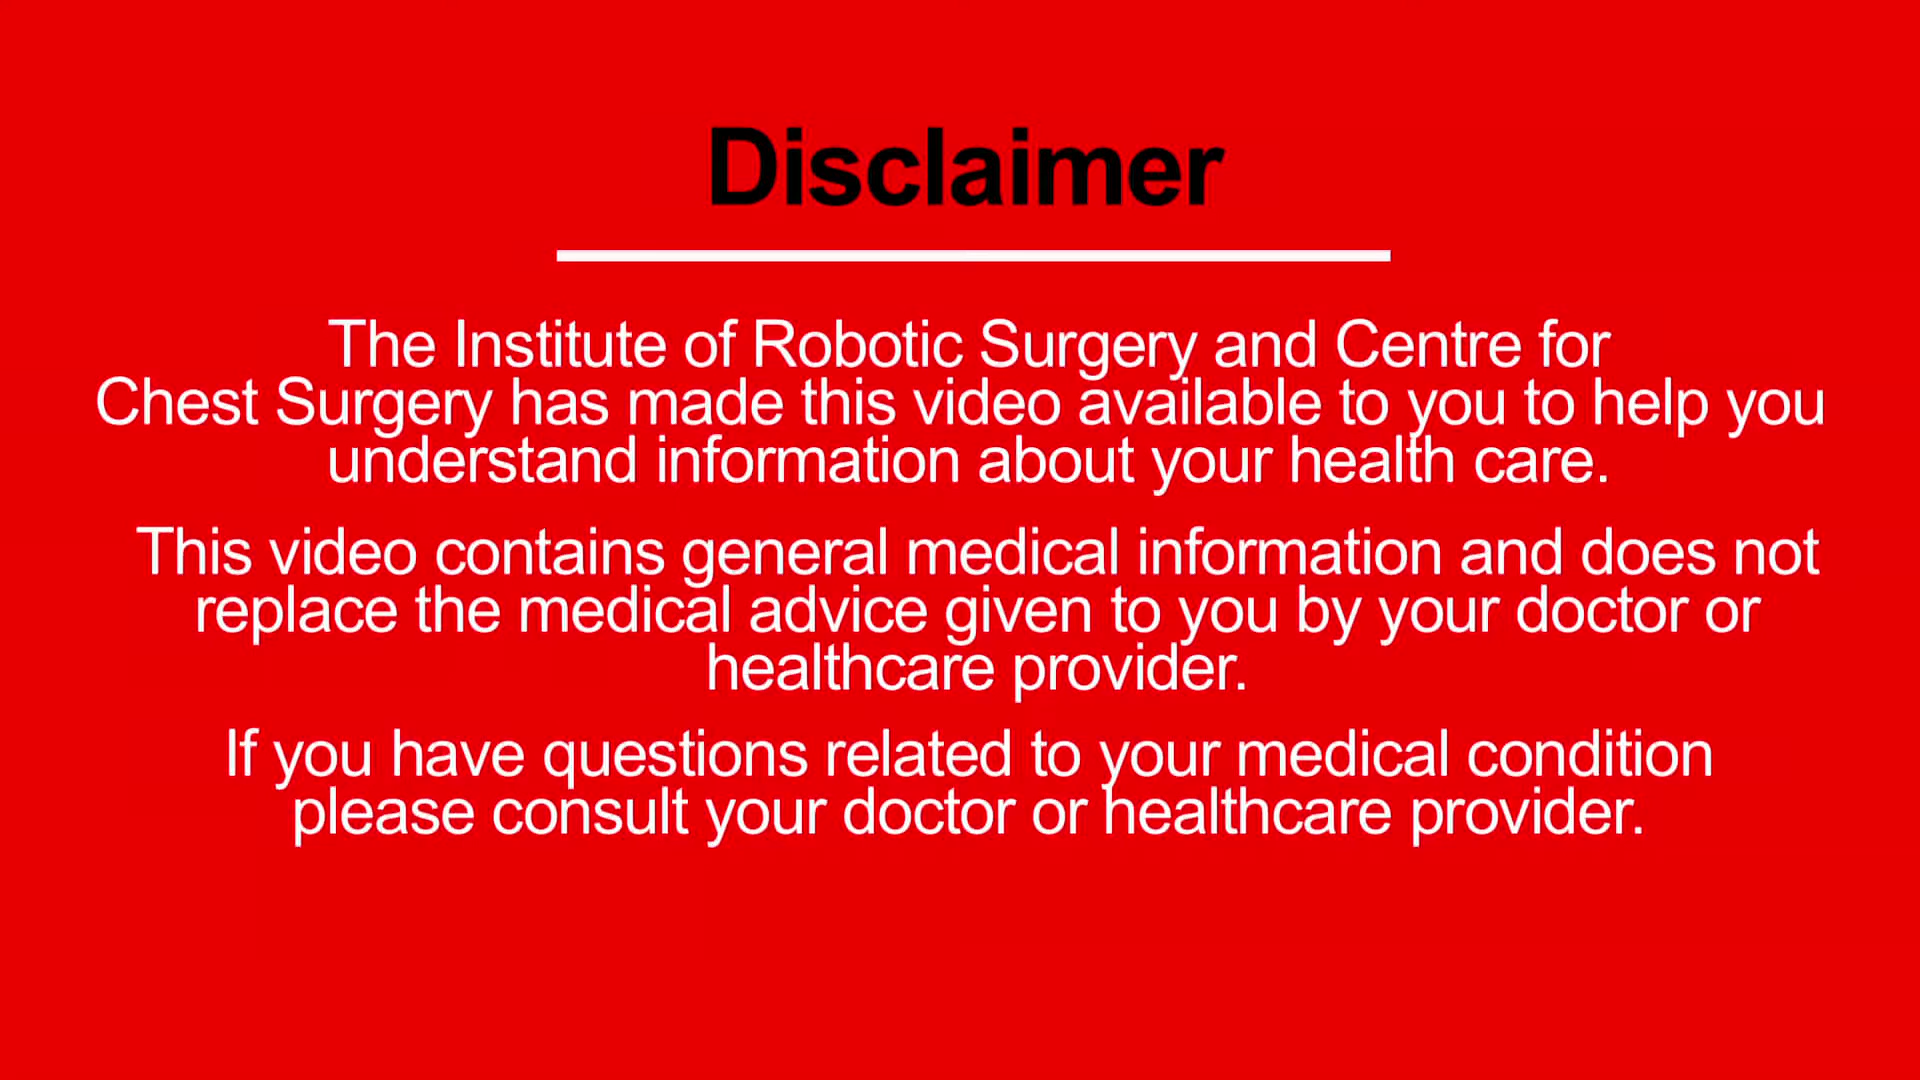 Disclaimer
The Institute of Robotic Surgery and Centre for
Chest Surgery has made this video available to you to help you
understand information about your health care.
This video contains general medical information and does not
replace the medical advice given to you by your doctor or
healthcare provider.
If you have questions related to your medical condition
please consult your doctor or healthcare provider.